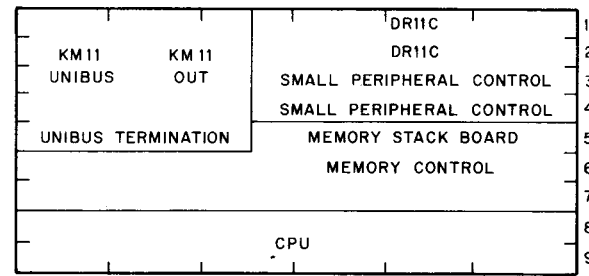 DR11C 1
KM11 KM11 DR11C 2
UNIBUS OUT SMALL PERIPHERAL CONTROL 3
SMALL PERIPHERAL CONTROL 4
UNIBUS TERMINATION MEMORY STACK BOARD 5
MEMORY CONTROL 6
7
CPU 8
9